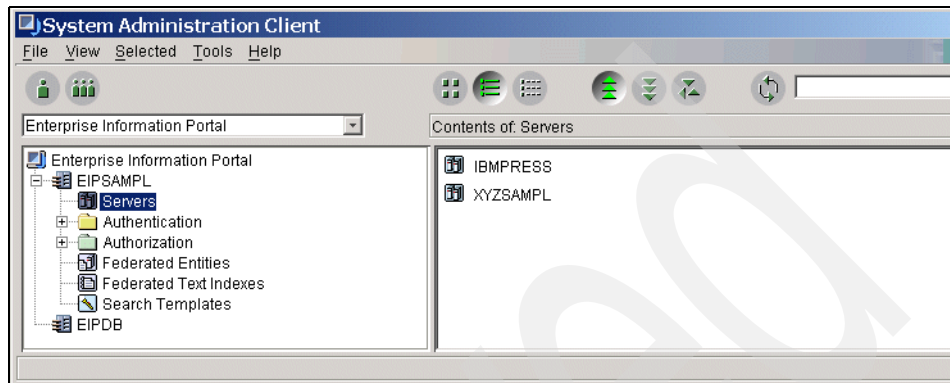 System Administration Client
File View Selected Tools Help
Enterprise Information Portal
Contents of: Servers
Enterprise Information Portal
EIPSAMPL
Servers
Authentication
Authorization
Federated Entities
Federated Text Indexes
Search Templates
EIPDB
IBMPRESS
XYZSAMPL